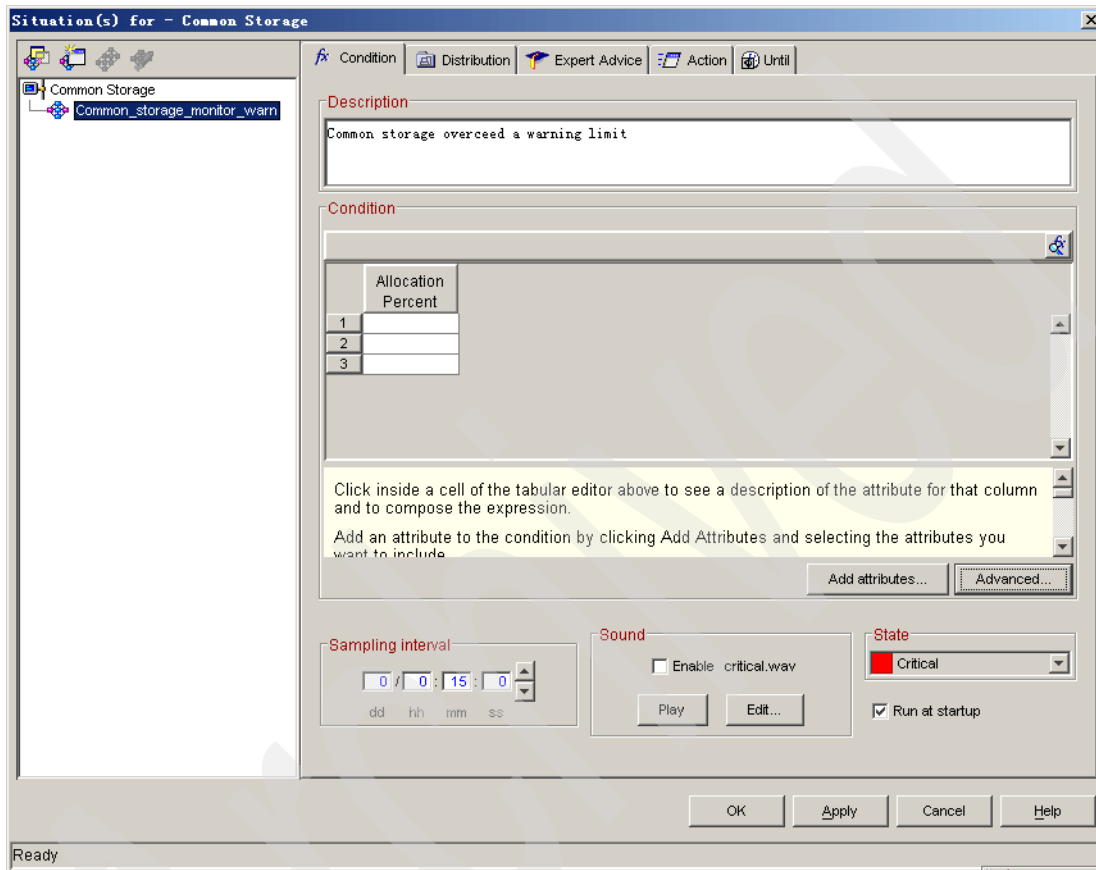 Situation(s) for - Common Storage
Common Storage
Common_storage_monitor_warn
fx Condition
Distribution
Expert Advice
Action
Until
Description
Common storage overceed a warning limit
Condition
Allocation
Percent
1
2
3
Click inside a cell of the tabular editor above to see a description of the attribute for that column
and to compose the expression.
Add an attribute to the condition by clicking Add Attributes and selecting the attributes you
want to include
Add attributes...
Advanced...
Sampling interval
0 / 0 : 15 : 0
dd hh mm ss
Sound
Enable critical.wav
Play
Edit...
State
Critical
Run at startup
OK
Apply
Cancel
Help
Ready